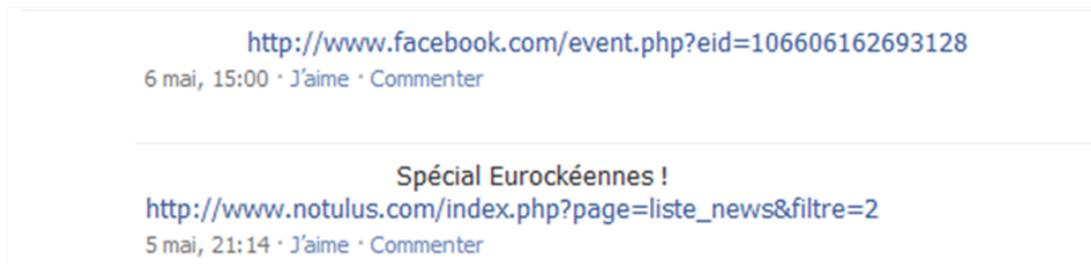 http://www.facebook.com/event.php?eid=106606162693128
6 mai, 15:00 · J'aime · Commenter
Spécial Eurockéennes !
http://www.notulus.com/index.php?page=liste_news&filtre=2
5 mai, 21:14 · J'aime · Commenter